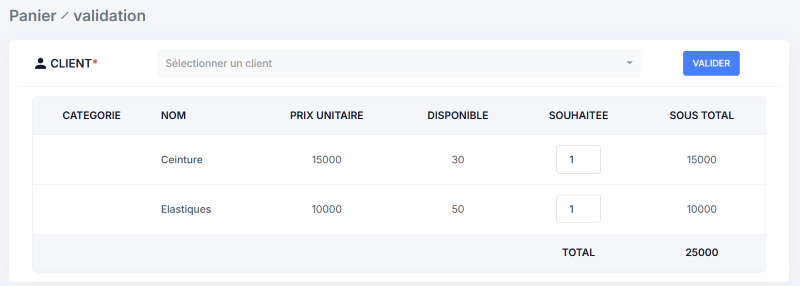 Panier / validation
CLIENT*
Sélectionner un client
VALIDER
CATEGORIE NOM PRIX UNITAIRE DISPONIBLE SOUHAITEE SOUS TOTAL
Ceinture 15000 30 1 15000
Elastiques 10000 50 1 10000
TOTAL 25000